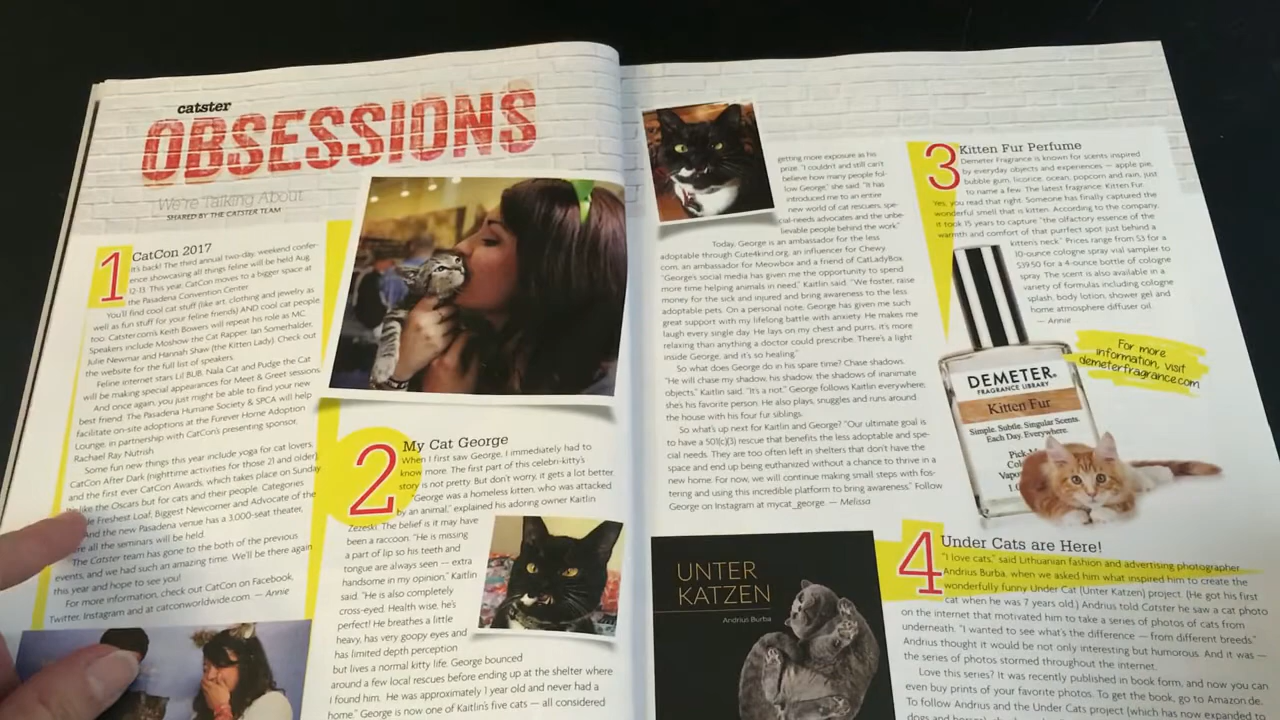 catster
OBSESSIONS
We're Talking About
SHARED BY THE CATSTER TEAM
1
CatCon 2017
It's back! The third annual two-day, weekend confer-
ence showcasing all things feline will be held Aug.
12-13. This year, CatCon moves to a bigger space at
the Pasadena Convention Center.
You'll find cool cat stuff (like art, clothing and jewelry as
well as fun stuff for your feline friends) AND cool cat people,
too. Catster.com's Keith Bowers will repeat his role as MC.
Speakers include Moshow the Cat Rapper, Ian Somerhalder,
Julie Newmar and Hannah Shaw (the Kitten Lady). Check out
the website for the full list of speakers.
Feline internet stars Lil' BUB, Nala Cat and Pudge the Cat
will be making special appearances for Meet & Greet sessions.
And once again, you just might be able to find your new
best friend. The Pasadena Humane Society & SPCA will help
facilitate on-site adoptions at the Furever Home Adoption
Lounge, in partnership with CatCon's presenting sponsor,
Rachael Ray Nutrish.
Some fun new things this year include yoga for cat lovers,
CatCon After Dark (nighttime activities for those 21 and older),
and the first ever CatCon Awards, which takes place on Sunday.
like the Oscars but for cats and their people. Categories
Freshest Loaf, Biggest Newcomer and Advocate of the
And the new Pasadena venue has a 3,000-seat theater,
re all the seminars will be held.
The Catster team has gone to the both of the previous
events, and we had such an amazing time. We'll be there again
this year and hope to see you!
For more information, check out CatCon on Facebook,
Twitter, Instagram and at catconworldwide.com. — Annie
2
My Cat George
When I first saw George, I immediately had to
know more. The first part of this celebri-kitty's
story is not pretty. But don't worry, it gets a lot better.
"George was a homeless kitten, who was attacked
by an animal," explained his adoring owner Kaitlin
Zezeski. The belief is it may have
been a raccoon. "He is missing
a part of lip so his teeth and
tongue are always seen — extra
handsome in my opinion," Kaitlin
said. "He is also completely
cross-eyed. Health wise, he's
perfect! He breathes a little
heavy, has very goopy eyes and
has limited depth perception
but lives a normal kitty life. George bounced
around a few local rescues before ending up at the shelter where
I found him. He was approximately 1 year old and never had a
home." George is now one of Kaitlin's five cats — all considered
getting more exposure as his
prize. "I couldn't and still can't
believe how many people fol-
low George," she said. "It has
introduced me to an entire
new world of cat rescuers, spe-
cial-needs advocates and the unbe-
lievable people behind the work."
Today, George is an ambassador for the less
adoptable through Cute4kind.org, an influencer for Chewy.
com, an ambassador for Meowbox and a friend of CatLadyBox.
"George's social media has given me the opportunity to spend
more time helping animals in need," Kaitlin said. "We foster, raise
money for the sick and injured and bring awareness to the less
adoptable pets. On a personal note, George has given me such
great support with my lifelong battle with anxiety. He makes me
laugh every single day. He lays on my chest and purrs, it's more
relaxing than anything a doctor could prescribe. There's a light
inside George, and it's so healing."
So what does George do in his spare time? Chase shadows.
"He will chase my shadow, his shadow, the shadows of inanimate
objects," Kaitlin said. "It's a riot." George follows Kaitlin everywhere,
she's his favorite person. He also plays, snuggles and runs around
the house with his four fur siblings.
So what's up next for Kaitlin and George? "Our ultimate goal is
to have a 501(c)(3) rescue that benefits the less adoptable and spe-
cial needs. They are too often left in shelters that don't have the
space and end up being euthanized without a chance to thrive in a
new home. For now, we will continue making small steps with fos-
tering and using this incredible platform to bring awareness." Follow
George on Instagram at mycat_george. — Melissa
UNTER
KATZEN
Andrius Burba
3
Kitten Fur Perfume
Demeter Fragrance is known for scents inspired
by everyday objects and experiences — apple pie,
bubble gum, licorice, ocean, popcorn and rain, just
to name a few. The latest fragrance: Kitten Fur.
Yes, you read that right. Someone has finally captured the
wonderful smell that is kitten. According to the company,
it took 15 years to capture "the olfactory essence of the
warmth and comfort of that purrfect spot just behind a
kitten's neck." Prices range from $3 for a
10-ounce cologne spray vial sampler to
$39.50 for a 4-ounce bottle of cologne
spray. The scent is also available in a
variety of formulas including cologne
splash, body lotion, shower gel and
home atmosphere diffuser oil.
— Annie
For more
information, visit
demeterfragrance.com
DEMETER®
FRAGRANCE LIBRARY
Kitten Fur
Simple. Subtle. Singular Scents.
Each Day. Everywhere.
4
Under Cats are Here!
"I love cats," said Lithuanian fashion and advertising photographer
Andrius Burba, when we asked him what inspired him to create the
wonderfully funny Under Cat (Unter Katzen) project. (He got his first
cat when he was 7 years old.) Andrius told Catster he saw a cat photo
on the internet that motivated him to take a series of photos of cats from
underneath. "I wanted to see what's the difference — from different breeds."
Andrius thought it would be not only interesting but humorous. And it was —
the series of photos stormed throughout the internet.
Love this series? It was recently published in book form, and now you can
even buy prints of your favorite photos. To get the book, go to Amazon.de.
To follow Andrius and the Under Cats project (which has now expanded to